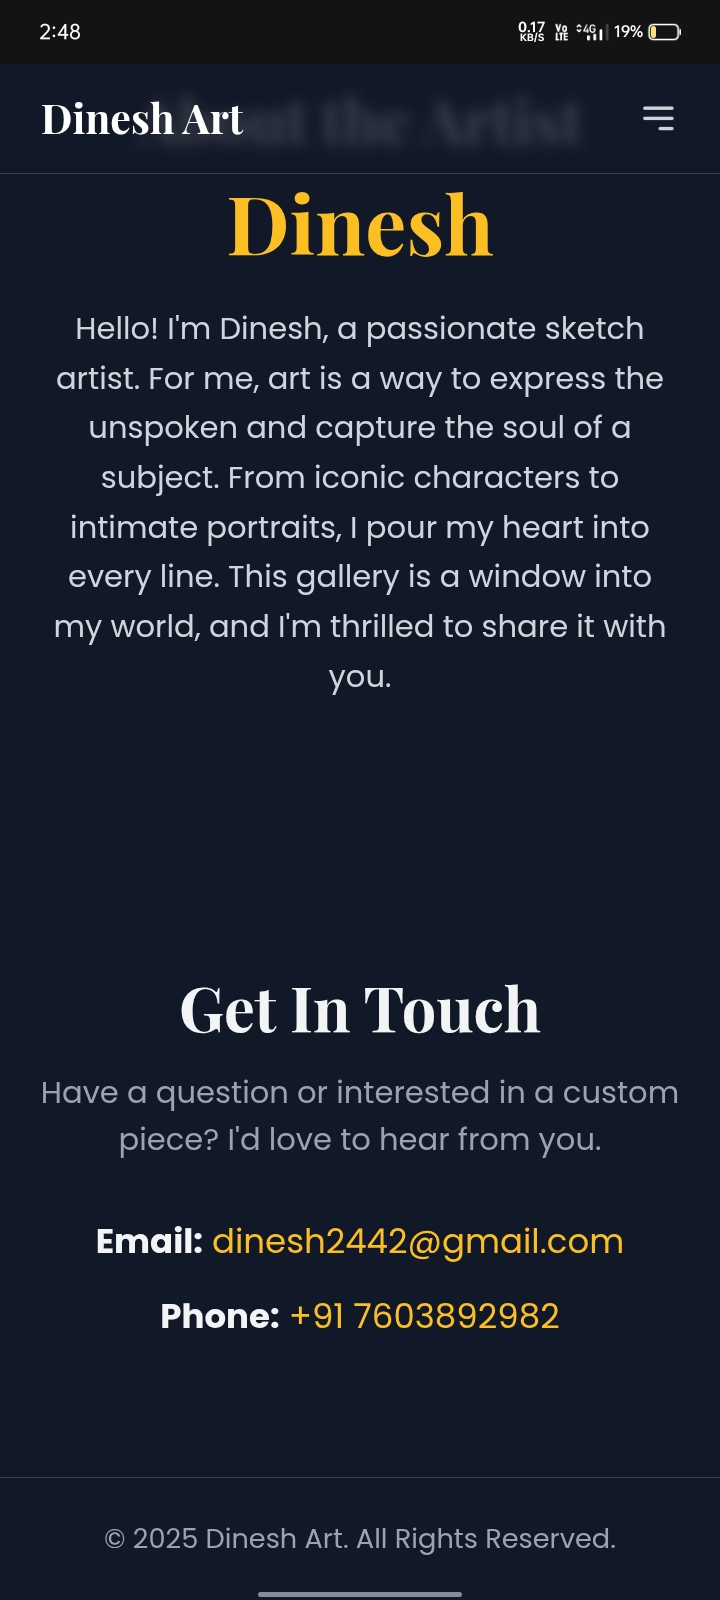 2:48
0.17 KB/S Vo LTE 4G 19%
Dinesh Art
About the Artist
Dinesh
Hello! I'm Dinesh, a passionate sketch
artist. For me, art is a way to express the
unspoken and capture the soul of a
subject. From iconic characters to
intimate portraits, I pour my heart into
every line. This gallery is a window into
my world, and I'm thrilled to share it with
you.
Get In Touch
Have a question or interested in a custom
piece? I'd love to hear from you.
Email: dinesh2442@gmail.com
Phone: +91 7603892982
© 2025 Dinesh Art. All Rights Reserved.